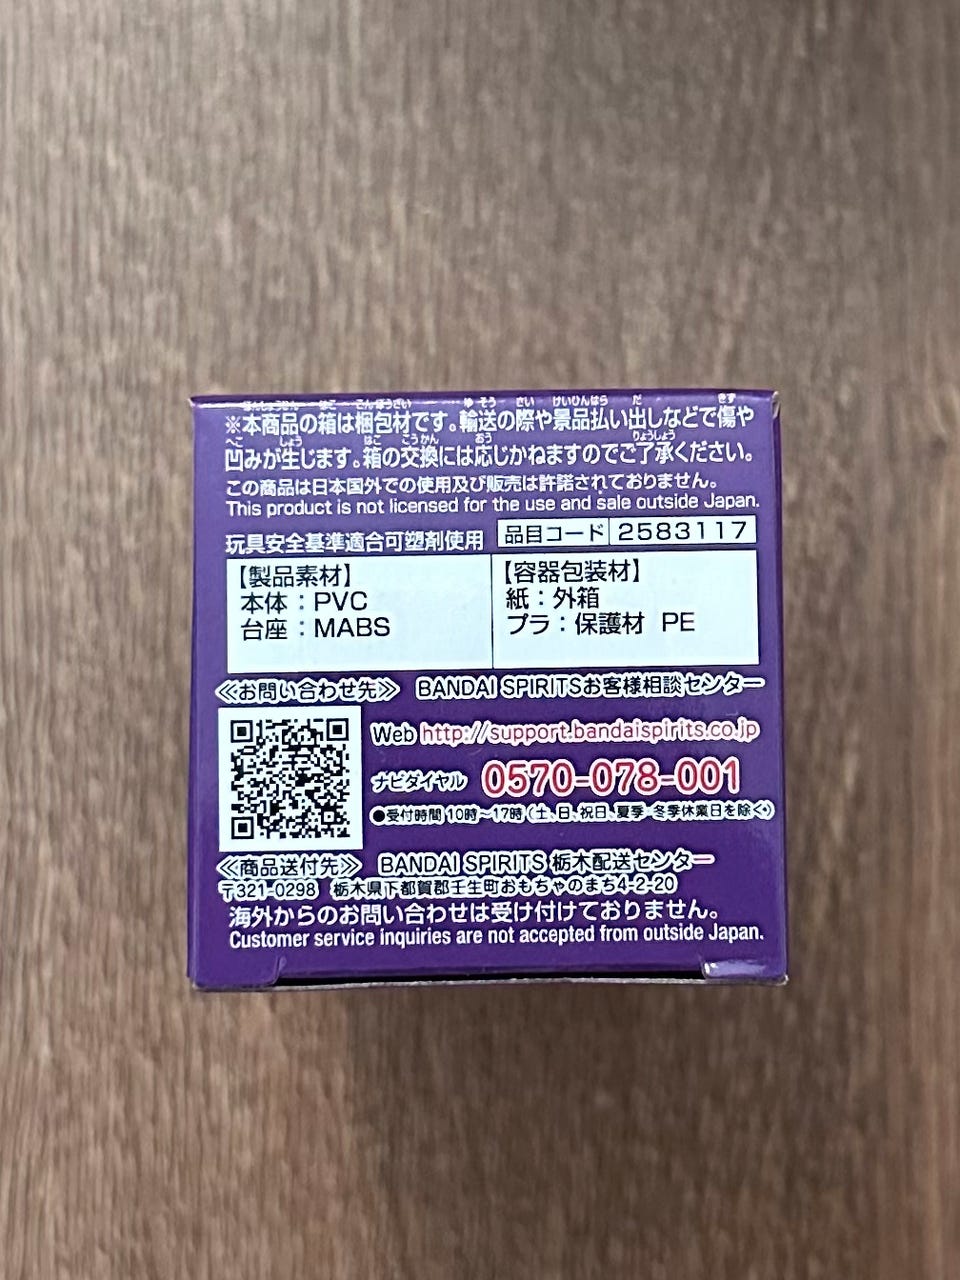 ※本商品の箱は梱包材です。輸送の際や景品払い出しなどで傷や
凹みが生じます。箱の交換には応じかねますのでご了承ください。
この商品は日本国外での使用及び販売は許諾されておりません。
This product is not licensed for the use and sale outside Japan.
玩具安全基準適合可塑剤使用
品目コード 2583117
【製品素材】
本体：PVC
台座：MABS
【容器包装材】
紙：外箱
プラ：保護材 PE
≪お問い合わせ先≫ BANDAI SPIRITSお客様相談センター
Web http://support.bandaispirits.co.jp
ナビダイヤル 0570-078-001
●受付時間 10時～17時（土、日、祝日、夏季・冬季休業日を除く）
≪商品送付先≫ BANDAI SPIRITS 栃木配送センター
〒321-0298 栃木県下都賀郡壬生町おもちゃのまち4-2-20
海外からのお問い合わせは受け付けておりません。
Customer service inquiries are not accepted from outside Japan.